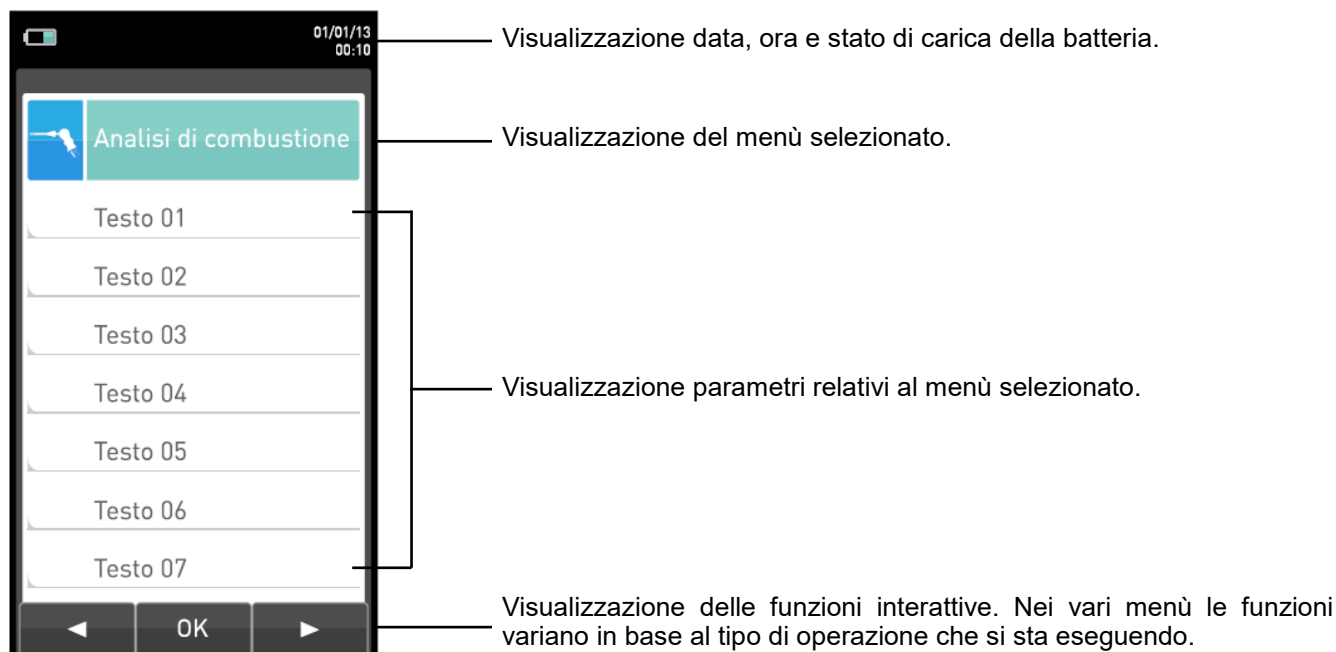 01/01/13
00:10
Visualizzazione data, ora e stato di carica della batteria.
Analisi di combustione
Visualizzazione del menù selezionato.
Testo 01
Testo 02
Testo 03
Testo 04
Visualizzazione parametri relativi al menù selezionato.
Testo 05
Testo 06
Testo 07
OK
Visualizzazione delle funzioni interattive. Nei vari menù le funzioni
variano in base al tipo di operazione che si sta eseguendo.